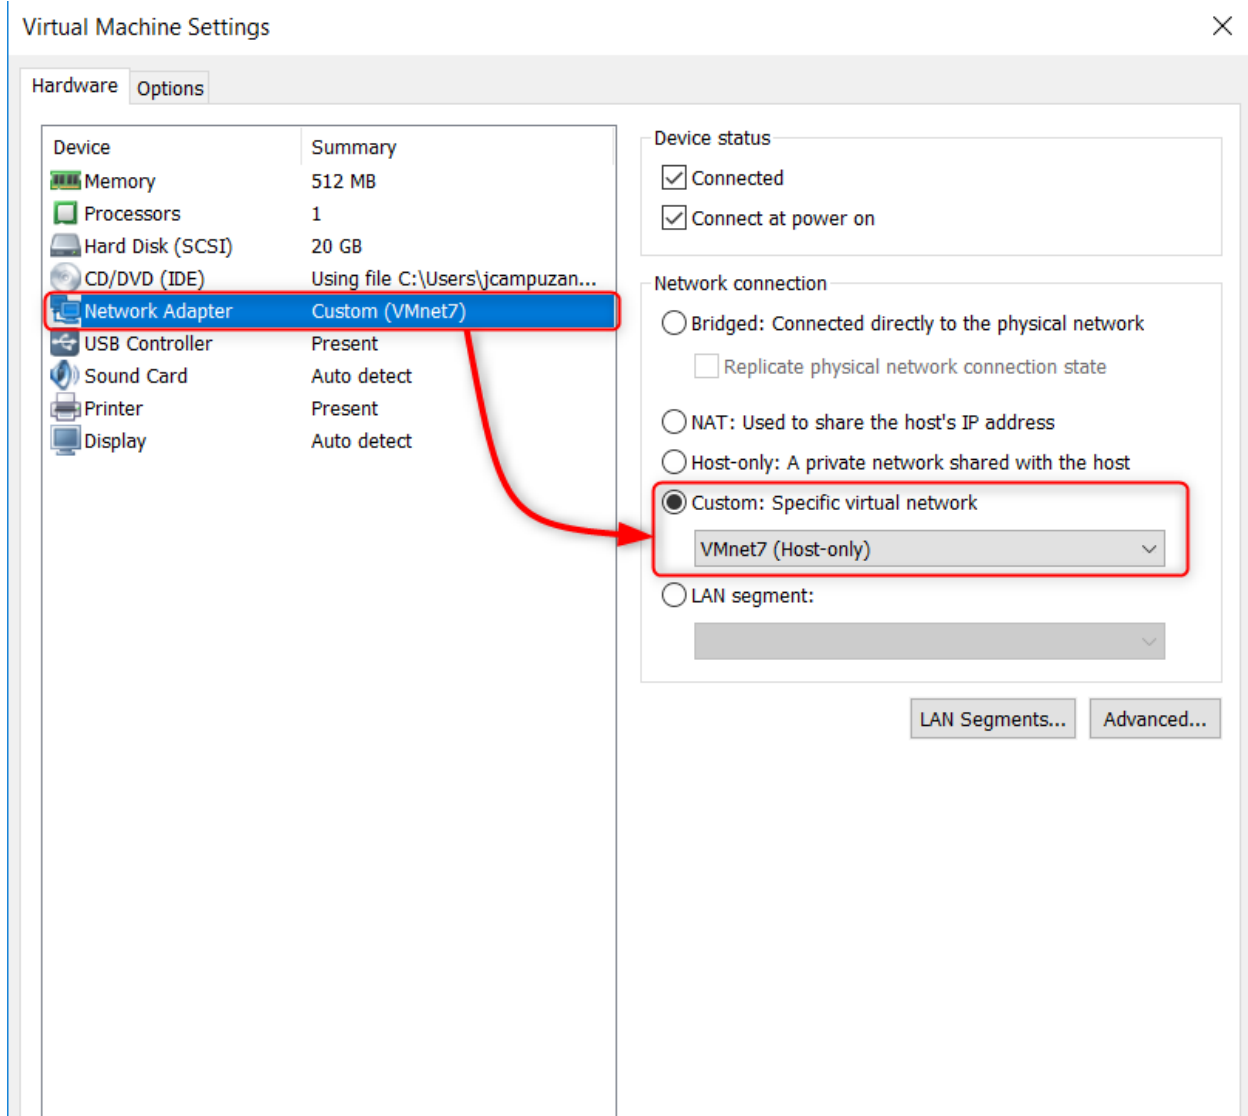 Virtual Machine Settings
Hardware Options
Device Summary
Memory 512 MB
Processors 1
Hard Disk (SCSI) 20 GB
CD/DVD (IDE) Using file C:\Users\jcampuzan...
Network Adapter Custom (VMnet7)
USB Controller Present
Sound Card Auto detect
Printer Present
Display Auto detect
Device status
Connected
Connect at power on
Network connection
Bridged: Connected directly to the physical network
Replicate physical network connection state
NAT: Used to share the host's IP address
Host-only: A private network shared with the host
Custom: Specific virtual network
VMnet7 (Host-only)
LAN segment:
LAN Segments... Advanced...